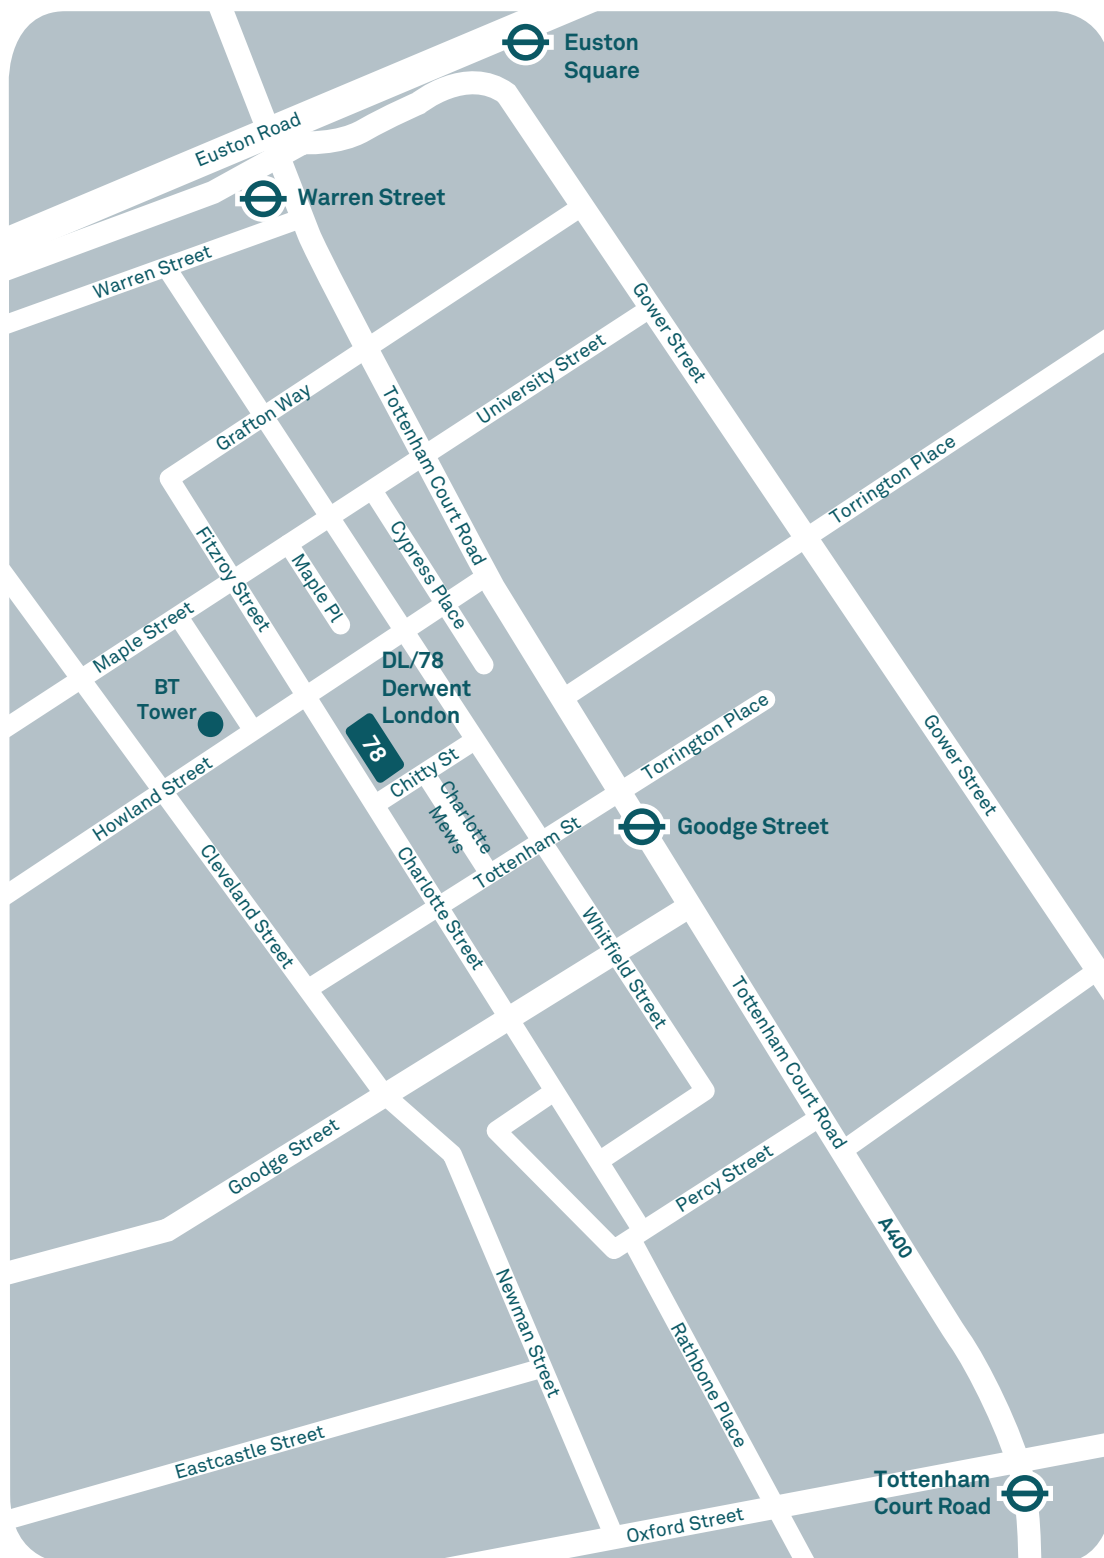 Euston
Square
Euston Road
Warren Street
Warren Street
Gower Street
University Street
Grafton Way
Tottenham Court Road
Torrington Place
Fitzroy Street
Cypress Place
Maple Pl
Maple Street
DL/78
Derwent
London
BT
Tower
78
Torrington Place
Chitty St
Howland Street
Gower Street
Charlotte
Mews
Goodge Street
Tottenham St
Cleveland Street
Charlotte Street
Whitfield Street
Tottenham Court Road
Goodge Street
Percy Street
A400
Newman Street
Rathbone Place
Eastcastle Street
Tottenham
Court Road
Oxford Street